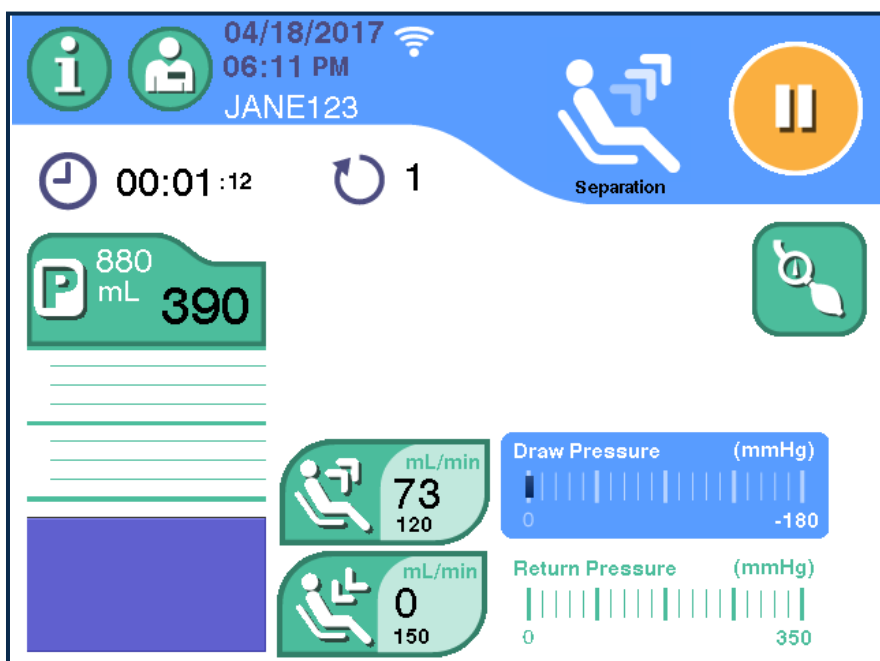 04/18/2017
06:11 PM
JANE123
Separation
00:01:12
1
P
880
mL
390
mL/min
73
120
Draw Pressure (mmHg)
0 -180
mL/min
0
150
Return Pressure (mmHg)
0 350